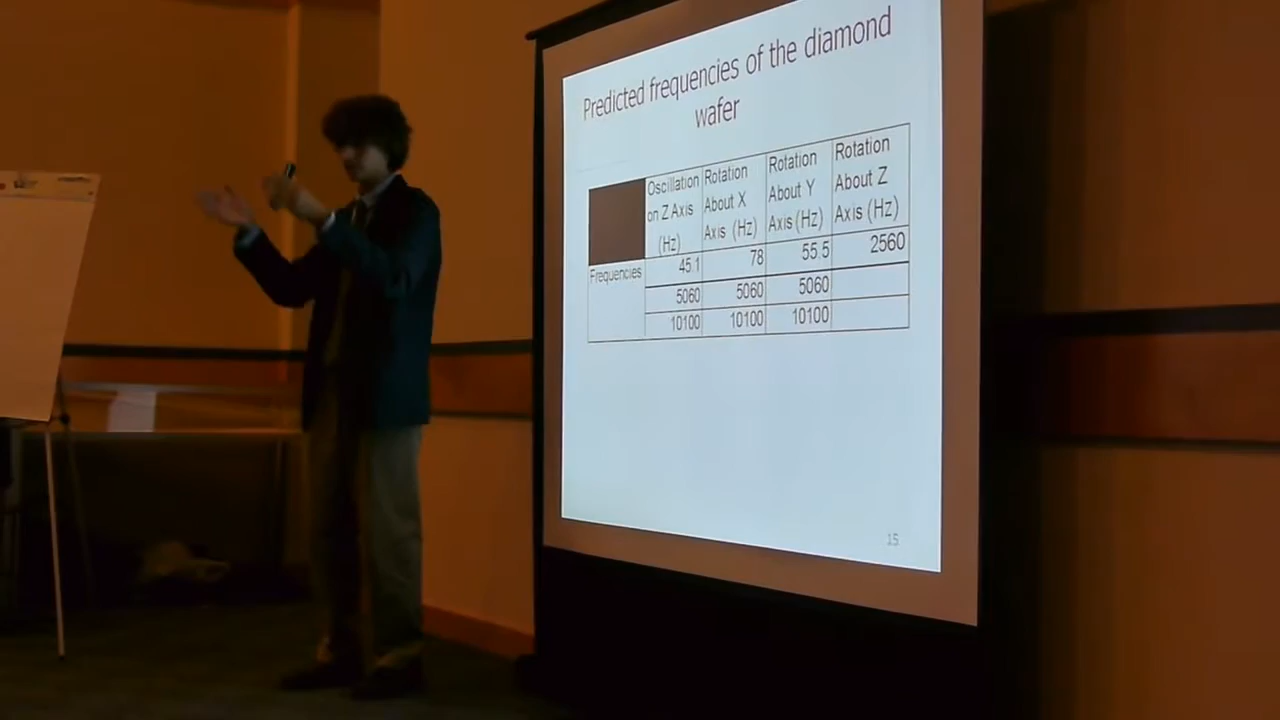 Predicted frequencies of the diamond
wafer
Oscillation on Z Axis (Hz)
Rotation About X Axis (Hz)
Rotation About Y Axis (Hz)
Rotation About Z Axis (Hz)
Frequencies 45.1 78 55.5 2560
5060 5060 5060
10100 10100 10100
15